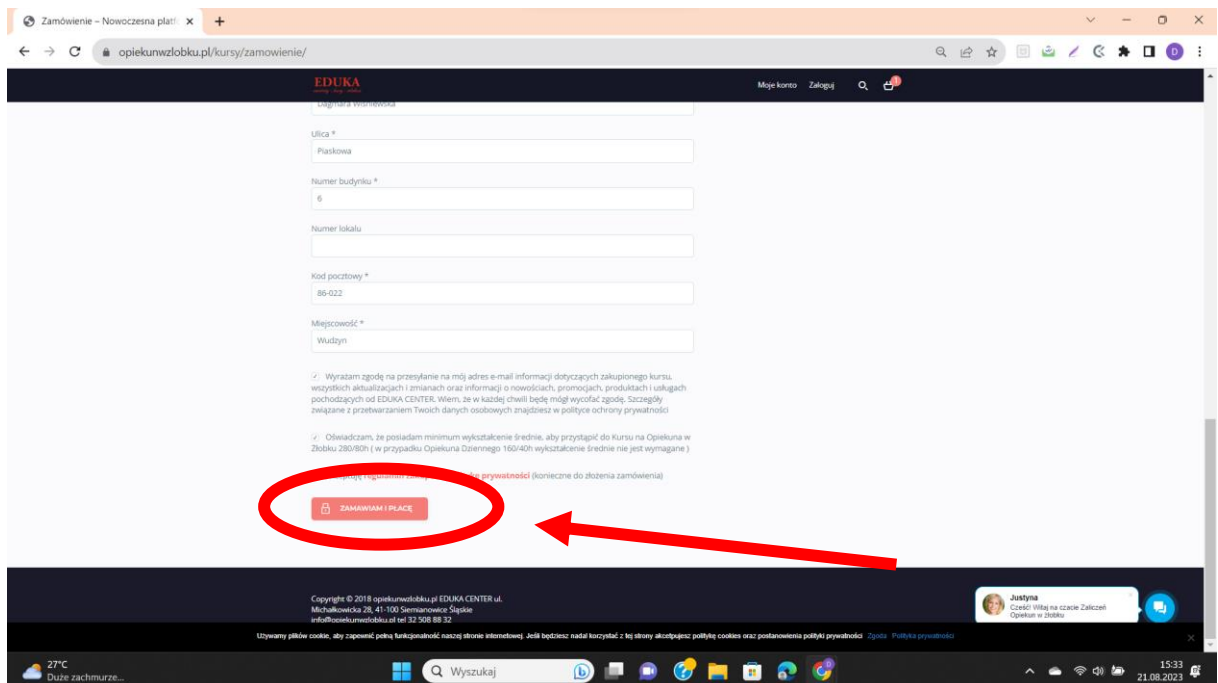 Zamówienie – Nowoczesna platf
opiekunwzlobku.pl/kursy/zamowienie/
EDUKA
Moje konto Zaloguj 1
Dagmara Wiśniewska
Ulica *
Piaskowa
Numer budynku *
6
Numer lokalu
Kod pocztowy *
86-022
Miejscowość *
Wudzyn
Wyrażam zgodę na przesyłanie na mój adres e-mail informacji dotyczących zakupionego kursu,
wszystkich aktualizacjach i zmianach oraz informacji o nowościach, promocjach, produktach i usługach
pochodzących od EDUKA CENTER. Wiem, że w każdej chwili będę mógł wycofać zgodę. Szczegóły
związane z przetwarzaniem Twoich danych osobowych znajdziesz w polityce ochrony prywatności
Oświadczam, że posiadam minimum wykształcenie średnie, aby przystąpić do Kursu na Opiekuna w
Żłobku 280/80h ( w przypadku Opiekuna Dziennego 160/40h wykształcenie średnie nie jest wymagane )
prywatności (konieczne do złożenia zamówienia)
ZAMAWIAM I PŁACĘ
Copyright © 2018 opiekunwzlobku.pl EDUKA CENTER ul.
Michałkowicka 28, 41-100 Siemianowice Śląskie
info@opiekunwzlobku.pl tel 32 508 88 32
Justyna
Cześć! Witaj na czacie Zaliczeń
Opiekun w żłobku
Używamy plików cookie, aby zapewnić pełną funkcjonalność naszej stronie internetowej. Jeśli będziesz nadal korzystać z tej strony akceptujesz politykę cookies oraz postanowienia polityki prywatności Zgoda Polityka prywatności
27°C
Duże zachmurze...
Wyszukaj
15:33
21.08.2023